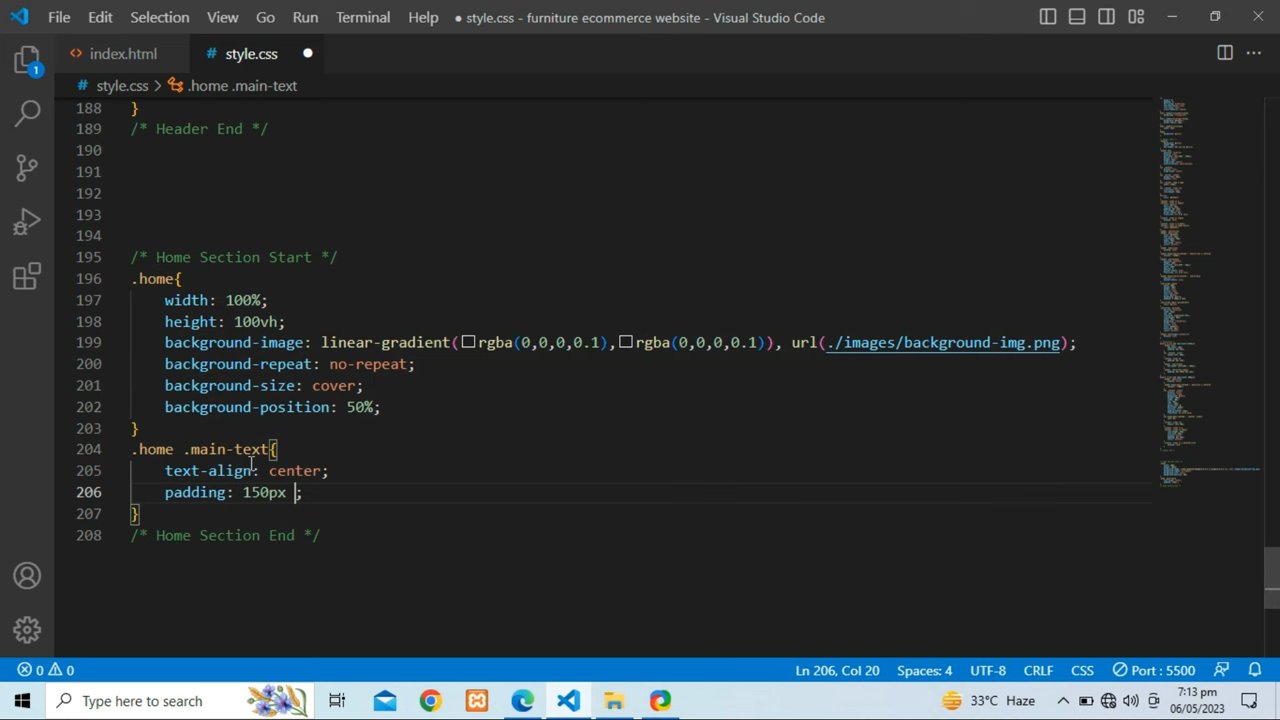 File Edit Selection View Go Run Terminal Help ● style.css - furniture ecommerce website - Visual Studio Code
index.html # style.css
# style.css > .home .main-text
188 }
189 /* Header End */
190
191
192
193
194
195 /* Home Section Start */
196 .home{
197 width: 100%;
198 height: 100vh;
199 background-image: linear-gradient(rgba(0,0,0,0.1),rgba(0,0,0,0.1)), url(./images/background-img.png);
200 background-repeat: no-repeat;
201 background-size: cover;
202 background-position: 50%;
203 }
204 .home .main-text{
205 text-align: center;
206 padding: 150px ;
207 }
208 /* Home Section End */
1
0 0 Ln 206, Col 20 Spaces: 4 UTF-8 CRLF CSS Port : 5500
Type here to search 33°C Haze 7:13 pm
06/05/2023